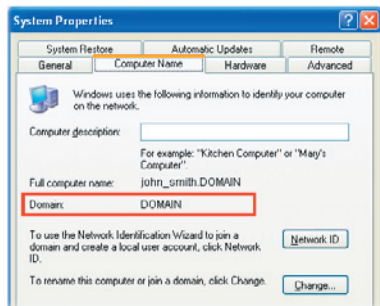 System Properties
System Restore Automatic Updates Remote
General Computer Name Hardware Advanced
Windows uses the following information to identify your computer
on the network.
Computer description:
For example: "Kitchen Computer" or "Mary's
Computer".
Full computer name: john_smith.DOMAIN
Domain: DOMAIN
To use the Network Identification Wizard to join a
domain and create a local user account, click Network
ID.
Network ID
To rename this computer or join a domain, click Change.
Change...